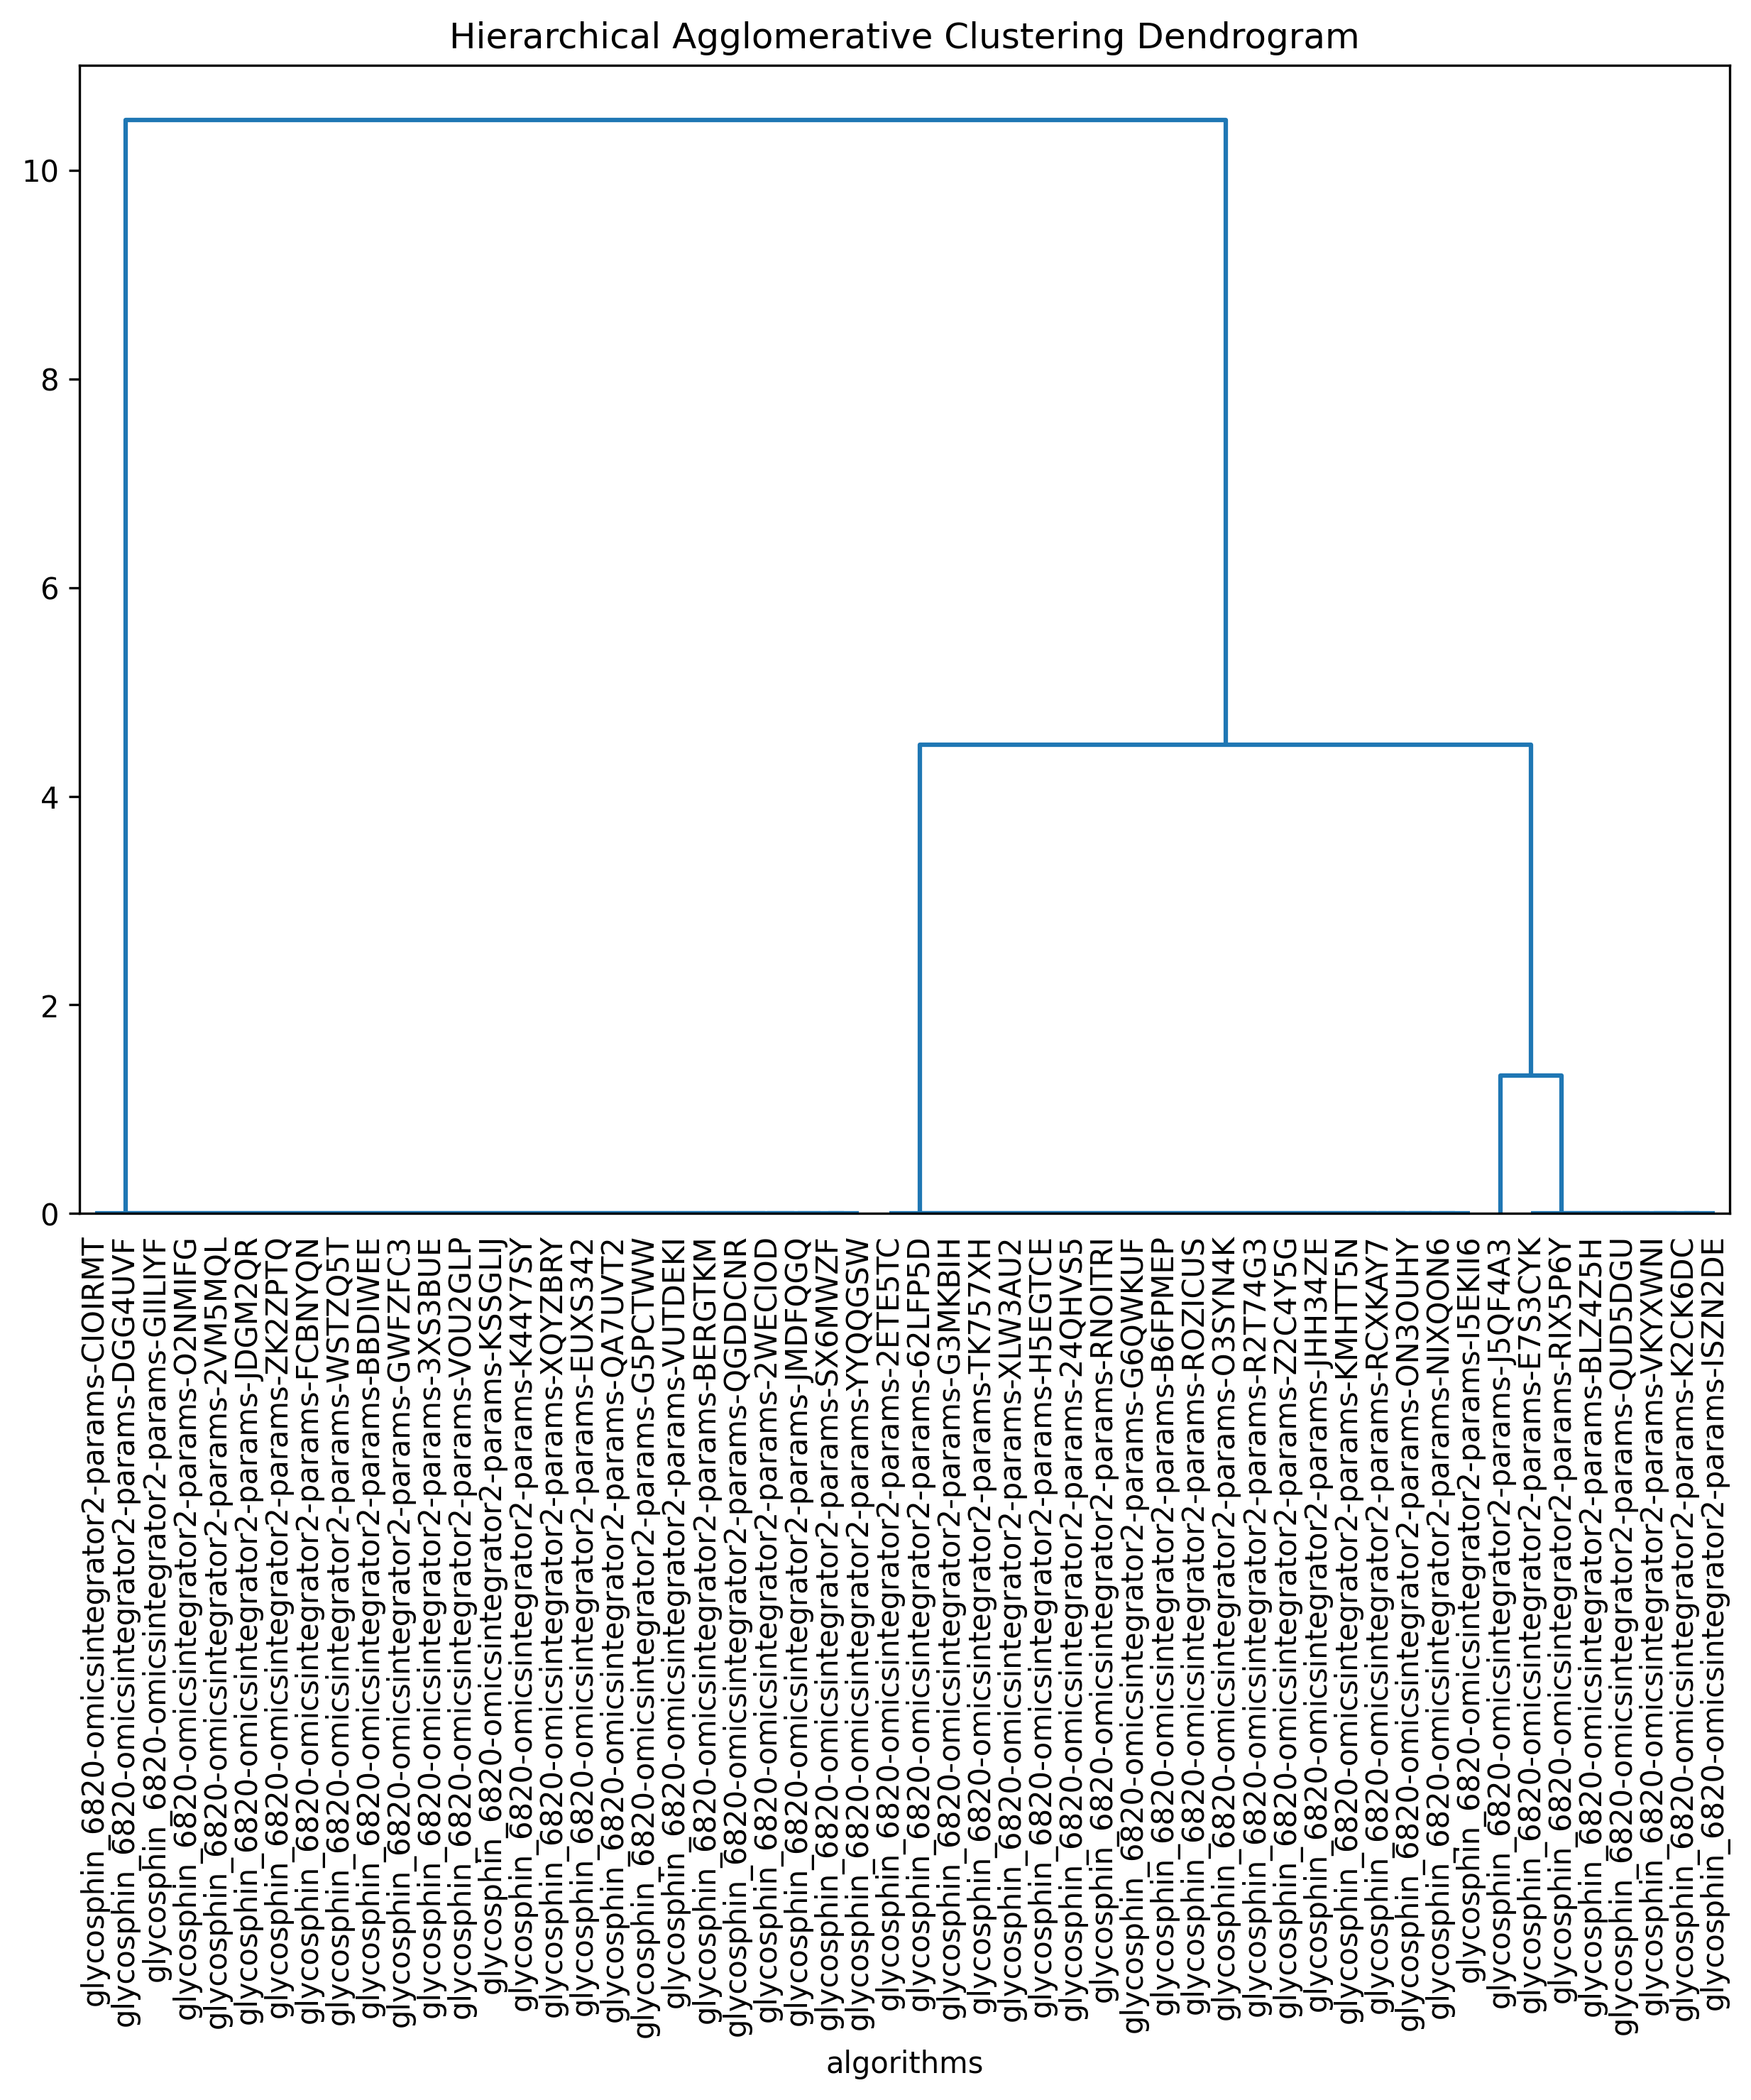 Hierarchical Agglomerative Clustering Dendrogram
10
8
6
4
2
0
glycosphin_6820-omicsintegrator2-params-CIOIRMT
glycosphin_6820-omicsintegrator2-params-DGG4UVF
glycosphin_6820-omicsintegrator2-params-GIILIYF
glycosphin_6820-omicsintegrator2-params-O2NMIFG
glycosphin_6820-omicsintegrator2-params-2VM5MQL
glycosphin_6820-omicsintegrator2-params-JDGM2QR
glycosphin_6820-omicsintegrator2-params-ZK2ZPTQ
glycosphin_6820-omicsintegrator2-params-FCBNYQN
glycosphin_6820-omicsintegrator2-params-WSTZQ5T
glycosphin_6820-omicsintegrator2-params-BBDIWEE
glycosphin_6820-omicsintegrator2-params-GWFZFC3
glycosphin_6820-omicsintegrator2-params-3XS3BUE
glycosphin_6820-omicsintegrator2-params-VOU2GLP
glycosphin_6820-omicsintegrator2-params-KSSGLIJ
glycosphin_6820-omicsintegrator2-params-K44Y7SY
glycosphin_6820-omicsintegrator2-params-XQYZBRY
glycosphin_6820-omicsintegrator2-params-EUXS342
glycosphin_6820-omicsintegrator2-params-QA7UVT2
glycosphin_6820-omicsintegrator2-params-G5PCTWW
glycosphin_6820-omicsintegrator2-params-VUTDEKI
glycosphin_6820-omicsintegrator2-params-BERGTKM
glycosphin_6820-omicsintegrator2-params-QGDDCNR
glycosphin_6820-omicsintegrator2-params-2WECIOD
glycosphin_6820-omicsintegrator2-params-JMDFQGQ
glycosphin_6820-omicsintegrator2-params-SX6MWZF
glycosphin_6820-omicsintegrator2-params-YYQQGSW
glycosphin_6820-omicsintegrator2-params-2ETE5TC
glycosphin_6820-omicsintegrator2-params-62LFP5D
glycosphin_6820-omicsintegrator2-params-G3MKBIH
glycosphin_6820-omicsintegrator2-params-TK757XH
glycosphin_6820-omicsintegrator2-params-XLW3AU2
glycosphin_6820-omicsintegrator2-params-H5EGTCE
glycosphin_6820-omicsintegrator2-params-24QHVS5
glycosphin_6820-omicsintegrator2-params-RNOITRI
glycosphin_6820-omicsintegrator2-params-G6QWKUF
glycosphin_6820-omicsintegrator2-params-B6FPMEP
glycosphin_6820-omicsintegrator2-params-ROZICUS
glycosphin_6820-omicsintegrator2-params-O3SYN4K
glycosphin_6820-omicsintegrator2-params-R2T74G3
glycosphin_6820-omicsintegrator2-params-Z2C4Y5G
glycosphin_6820-omicsintegrator2-params-JHH34ZE
glycosphin_6820-omicsintegrator2-params-KMHTT5N
glycosphin_6820-omicsintegrator2-params-RCXKAY7
glycosphin_6820-omicsintegrator2-params-ON3OUHY
glycosphin_6820-omicsintegrator2-params-NIXQON6
glycosphin_6820-omicsintegrator2-params-I5EKII6
glycosphin_6820-omicsintegrator2-params-J5QF4A3
glycosphin_6820-omicsintegrator2-params-E7S3CYK
glycosphin_6820-omicsintegrator2-params-RIX5P6Y
glycosphin_6820-omicsintegrator2-params-BLZ4Z5H
glycosphin_6820-omicsintegrator2-params-QUD5DGU
glycosphin_6820-omicsintegrator2-params-VKYXWNI
glycosphin_6820-omicsintegrator2-params-K2CK6DC
glycosphin_6820-omicsintegrator2-params-ISZN2DE
algorithms